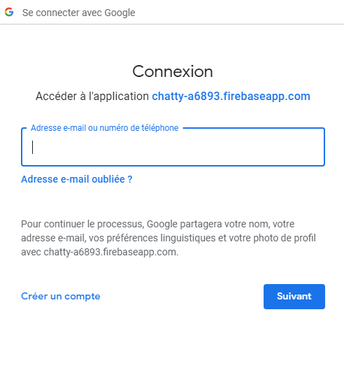 Se connecter avec Google
Connexion
Accéder à l'application chatty-a6893.firebaseapp.com
Adresse e-mail ou numéro de téléphone
Adresse e-mail oubliée ?
Pour continuer le processus, Google partagera votre nom, votre
adresse e-mail, vos préférences linguistiques et votre photo de profil
avec chatty-a6893.firebaseapp.com.
Créer un compte
Suivant